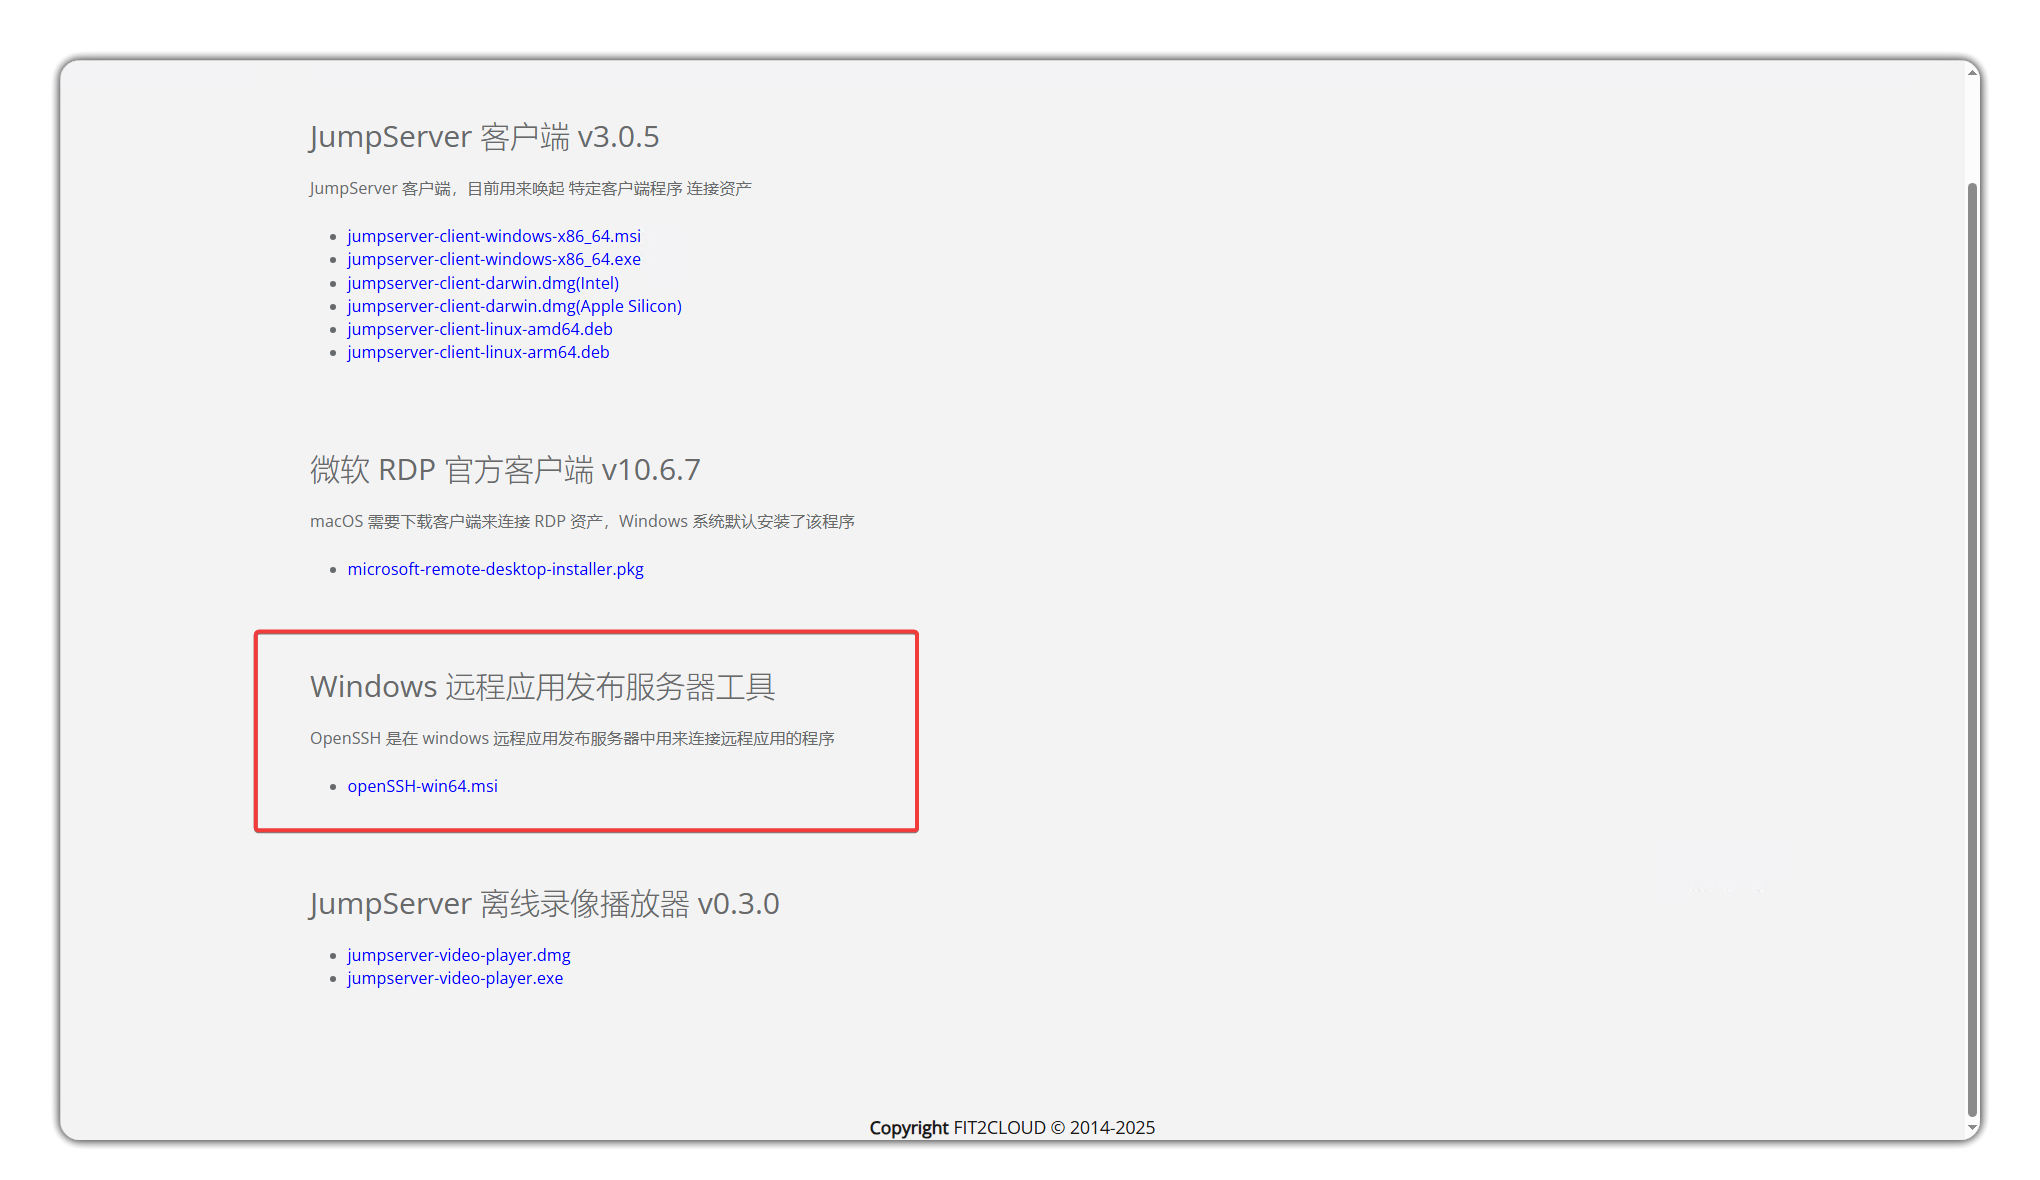 JumpServer 客户端 v3.0.5
JumpServer 客户端，目前用来唤起 特定客户端程序 连接资产
jumpserver-client-windows-x86_64.msi
jumpserver-client-windows-x86_64.exe
jumpserver-client-darwin.dmg(Intel)
jumpserver-client-darwin.dmg(Apple Silicon)
jumpserver-client-linux-amd64.deb
jumpserver-client-linux-arm64.deb
微软 RDP 官方客户端 v10.6.7
macOS 需要下载客户端来连接 RDP 资产，Windows 系统默认安装了该程序
microsoft-remote-desktop-installer.pkg
Windows 远程应用发布服务器工具
OpenSSH 是在 windows 远程应用发布服务器中用来连接远程应用的程序
openSSH-win64.msi
JumpServer 离线录像播放器 v0.3.0
jumpserver-video-player.dmg
jumpserver-video-player.exe
Copyright FIT2CLOUD © 2014-2025